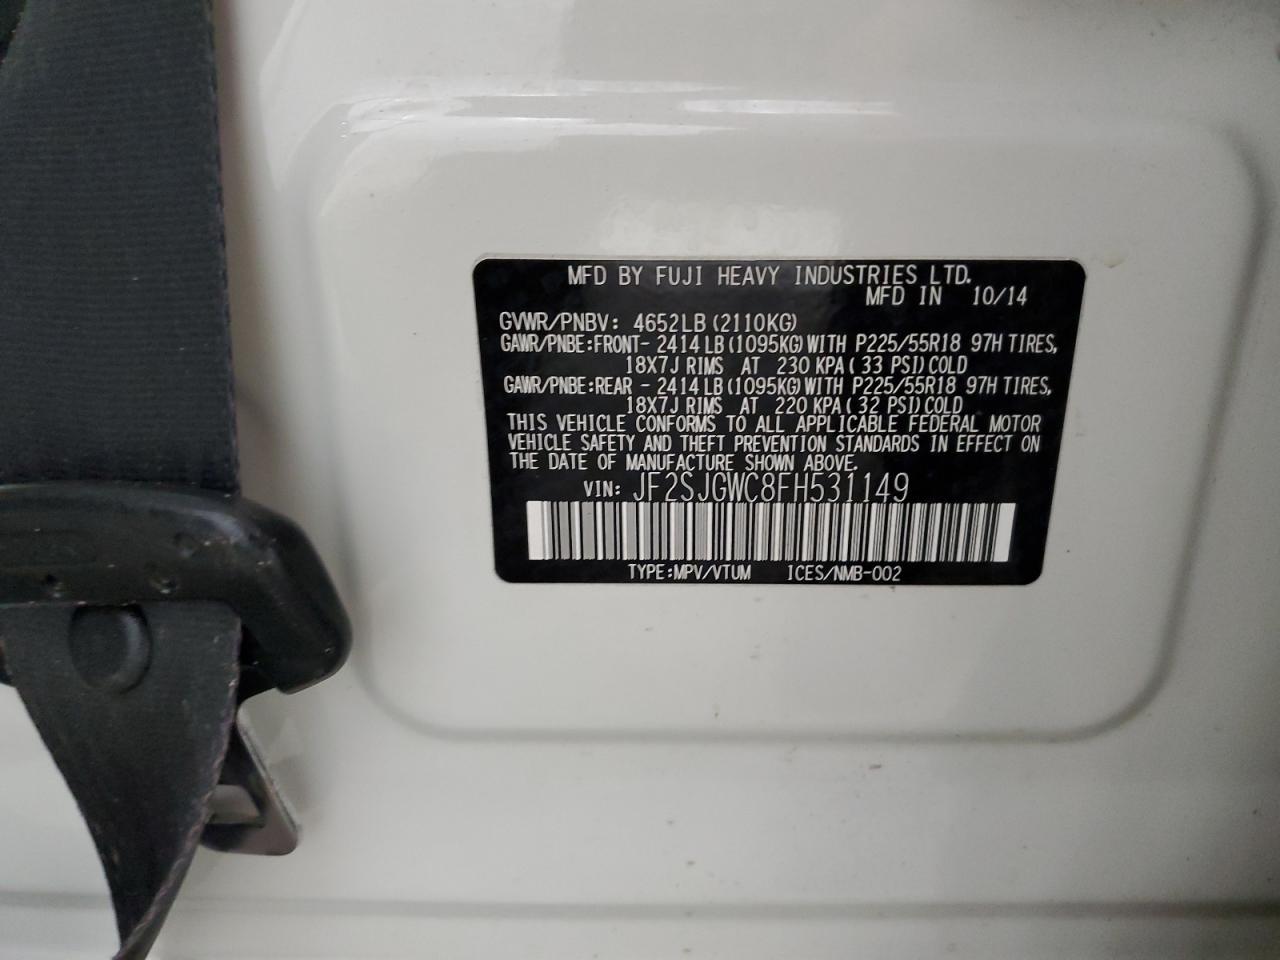 MFD BY FUJI HEAVY INDUSTRIES LTD.
MFD IN 10/14
GVWR/PNBV: 4652LB(2110KG)
GAWR/PNBE:FRONT- 2414LB(1095KG)WITH P225/55R18 97H TIRES,
18X7J RIMS AT 230 KPA( 33 PSI)COLD
GAWR/PNBE:REAR - 2414LB(1095KG)WITH P225/55R18 97H TIRES,
18X7J RIMS AT 220 KPA( 32 PSI)COLD
THIS VEHICLE CONFORMS TO ALL APPLICABLE FEDERAL MOTOR
VEHICLE SAFETY AND THEFT PREVENTION STANDARDS IN EFFECT ON
THE DATE OF MANUFACTURE SHOWN ABOVE.
VIN: JF2SJGWC8FH531149
TYPE:MPV/VTUM ICES/NMB-002